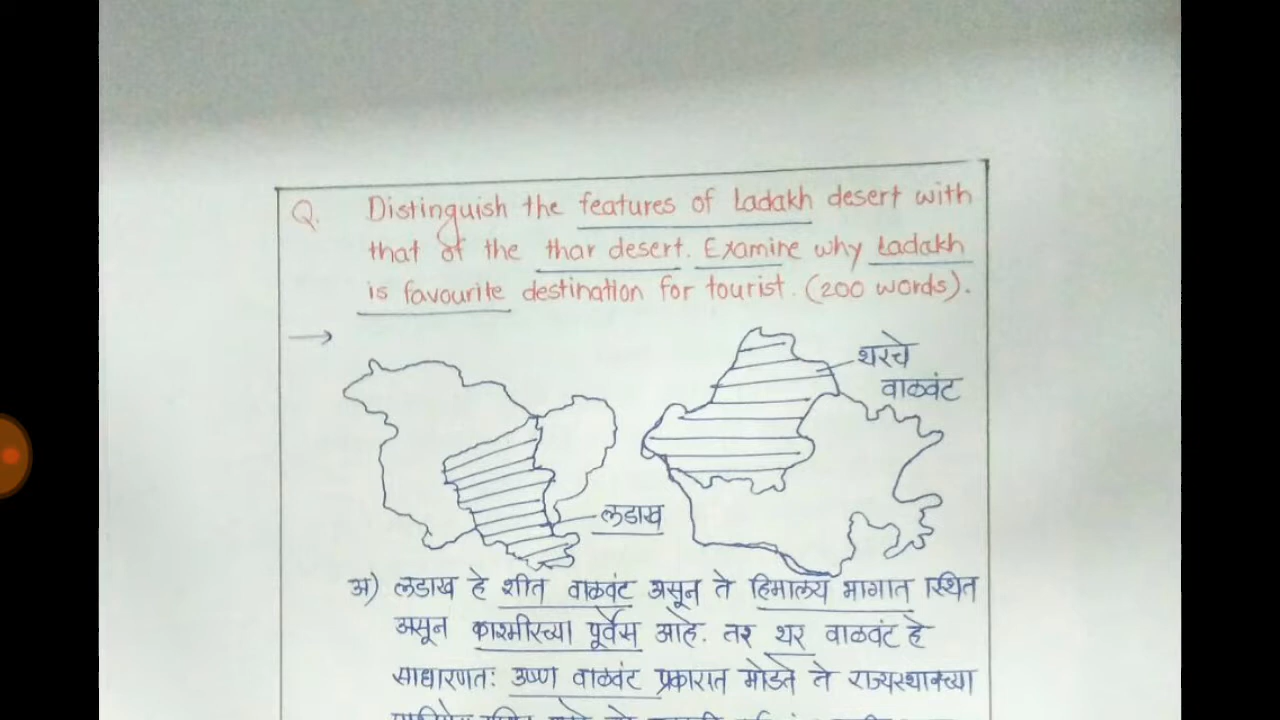 Q. Distinguish the features of Ladakh desert with
that of the thar desert. Examine why Ladakh
is favourite destination for tourist. (200 words).
थरचे
वाळवंट
लडाख
अ) लडाख हे शीत वाळवंट असून ते हिमालय भागात स्थित
असून काश्मीरच्या पूर्वेस आहे. तर थर वाळवंट हे
साधारणतः उष्ण वाळवंट प्रकारात मोडते ते